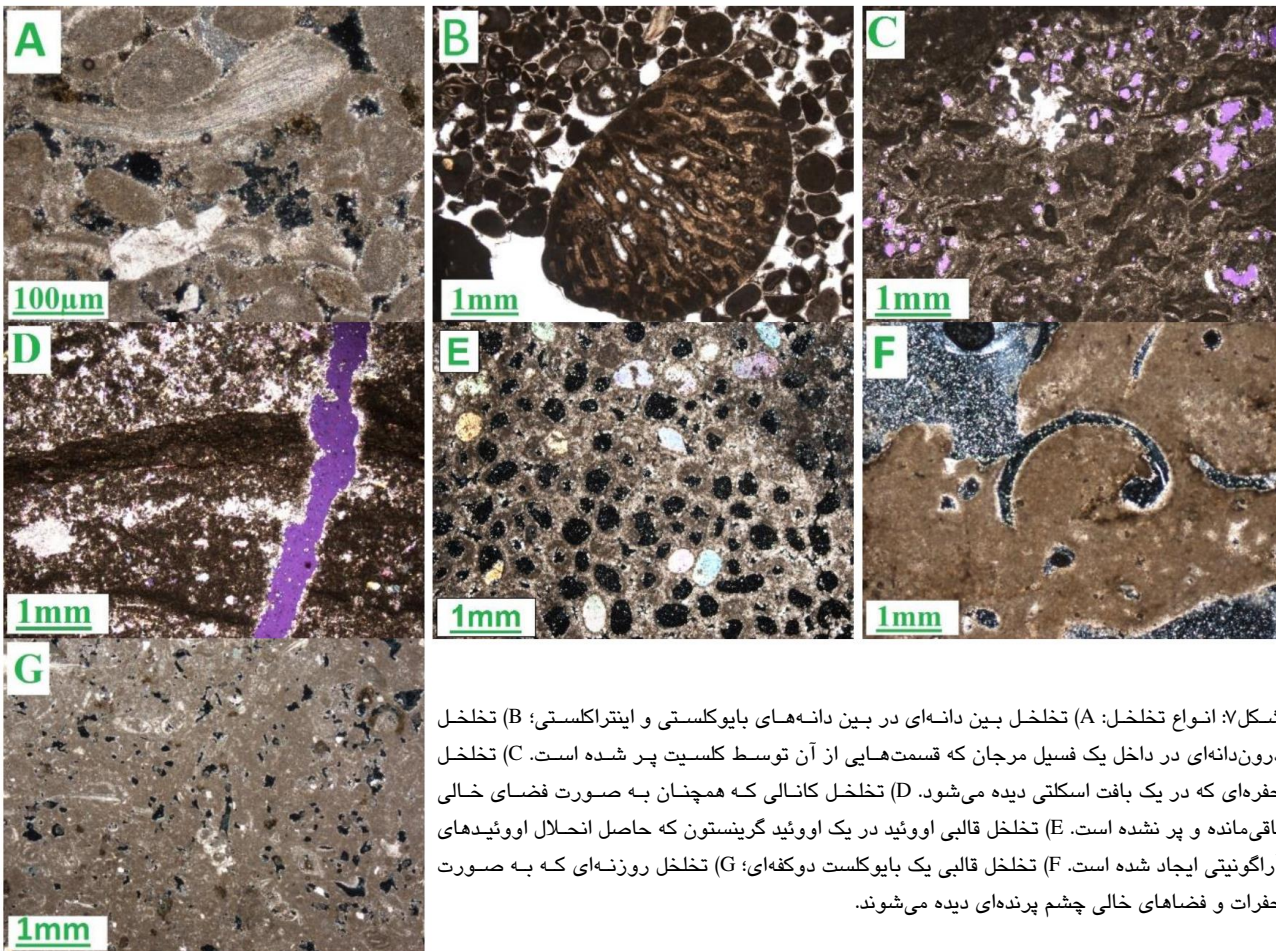 A
100µm
B
1mm
C
1mm
D
1mm
E
1mm
F
1mm
G
1mm
شکل۷: انواع تخلخل: A) تخلخل بین دانه‌ای در بین دانه‌های بایوکلستی و اینتراکلستی؛ B) تخلخل
رون‌دانه‌ای در داخل یک فسیل مرجان که قسمت‌هایی از آن توسط کلسیت پر شده است. C) تخلخل
حفره‌ای که در یک بافت اسکلتی دیده می‌شود. D) تخلخل کانالی که همچنان به صورت فضای خالی
باقی‌مانده و پر نشده است. E) تخلخل قالبی اووئید در یک اووئید گرینستون که حاصل انحلال اووئیدهای
راگونیتی ایجاد شده است. F) تخلخل قالبی یک بایوکلست دوکفه‌ای؛ G) تخلخل روزنه‌ای که به صورت
حفرات و فضاهای خالی چشم پرنده‌ای دیده می‌شوند.